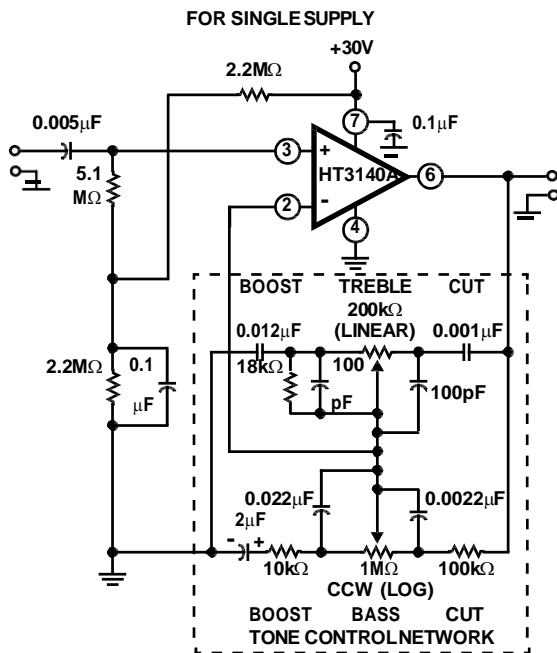 FOR SINGLE SUPPLY
+30V
2.2MΩ
7
0.005μF
0.1μF
3
+
5.1
MΩ
HT3140A
6
2
-
4
BOOST TREBLE CUT
200kΩ
(LINEAR)
0.012μF
0.001μF
18kΩ
100
pF
100pF
2.2MΩ
0.1
μF
0.022μF
0.0022μF
2μF
- +
10kΩ
1MΩ
100kΩ
CCW (LOG)
BOOST BASS CUT
TONE CONTROL NETWORK